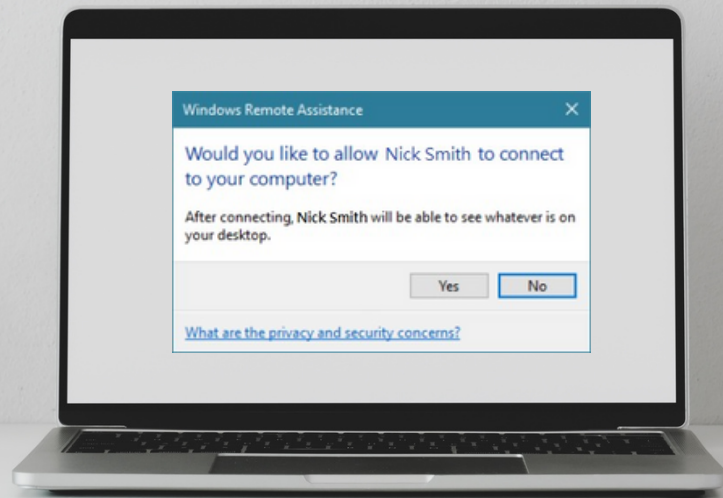 Windows Remote Assistance
Would you like to allow Nick Smith to connect
to your computer?
After connecting, Nick Smith will be able to see whatever is on
your desktop.
Yes No
What are the privacy and security concerns?